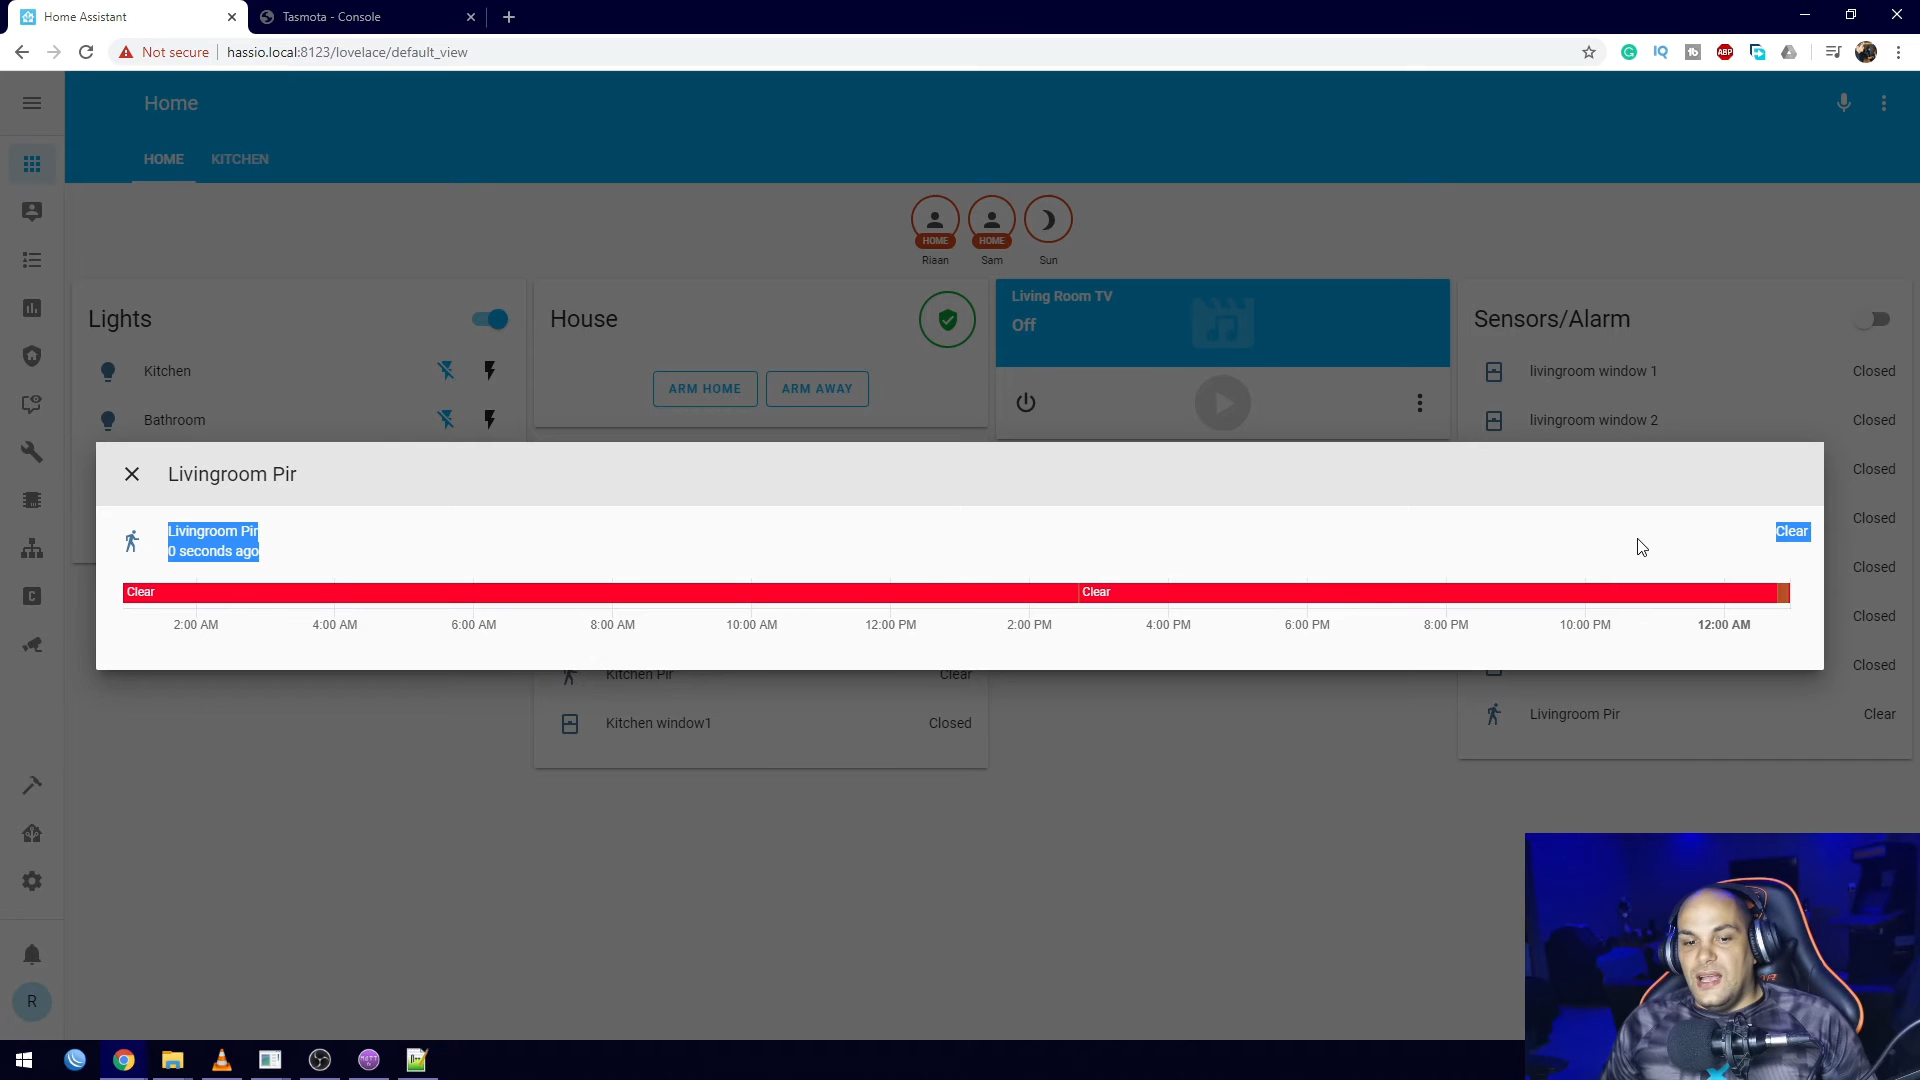 Home Assistant
Tasmota - Console
Not secure
hassio.local:8123/lovelace/default_view
Home
HOME
KITCHEN
HOME
HOME
Riaan
Sam
Sun
Lights
Kitchen
Bathroom
House
ARM HOME
ARM AWAY
Living Room TV
Off
Sensors/Alarm
livingroom window 1
Closed
livingroom window 2
Closed
Closed
Closed
Closed
Closed
Closed
Livingroom Pir
Clear
Livingroom Pir
Livingroom Pir
0 seconds ago
Clear
Clear
Clear
2:00 AM
4:00 AM
6:00 AM
8:00 AM
10:00 AM
12:00 PM
2:00 PM
4:00 PM
6:00 PM
8:00 PM
10:00 PM
12:00 AM
Kitchen Pir
Clear
Kitchen window1
Closed
R
ABP